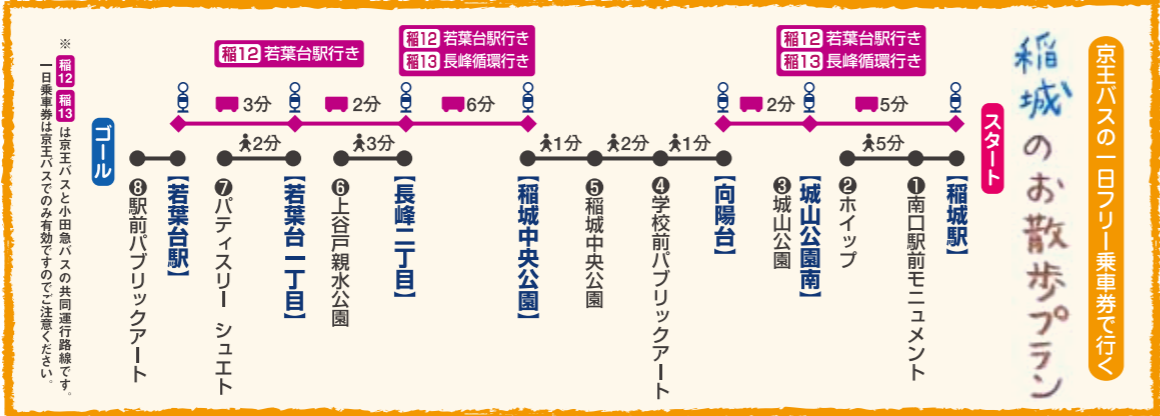 京王バスの一日フリー乗車券で行く
稲城のお散歩プラン
スタート
稲12 若葉台駅行き
稲13 長峰循環行き
5分
2分
【稲城駅】
❶南口駅前モニュメント
5分
❷ホイップ
【城山公園南】
❸城山公園
【向陽台】
1分
❹学校前パブリックアート
2分
❺稲城中央公園
1分
【稲城中央公園】
稲12 若葉台駅行き
稲13 長峰循環行き
6分
【長峰二丁目】
3分
❻上谷戸親水公園
稲12 若葉台駅行き
2分
3分
【若葉台一丁目】
2分
❼パティスリー シュエト
【若葉台駅】
❽駅前パブリックアート
ゴール
※稲12 稲13は京王バスと小田急バスの共同運行路線です。
一日乗車券は京王バスでのみ有効ですのでご注意ください。